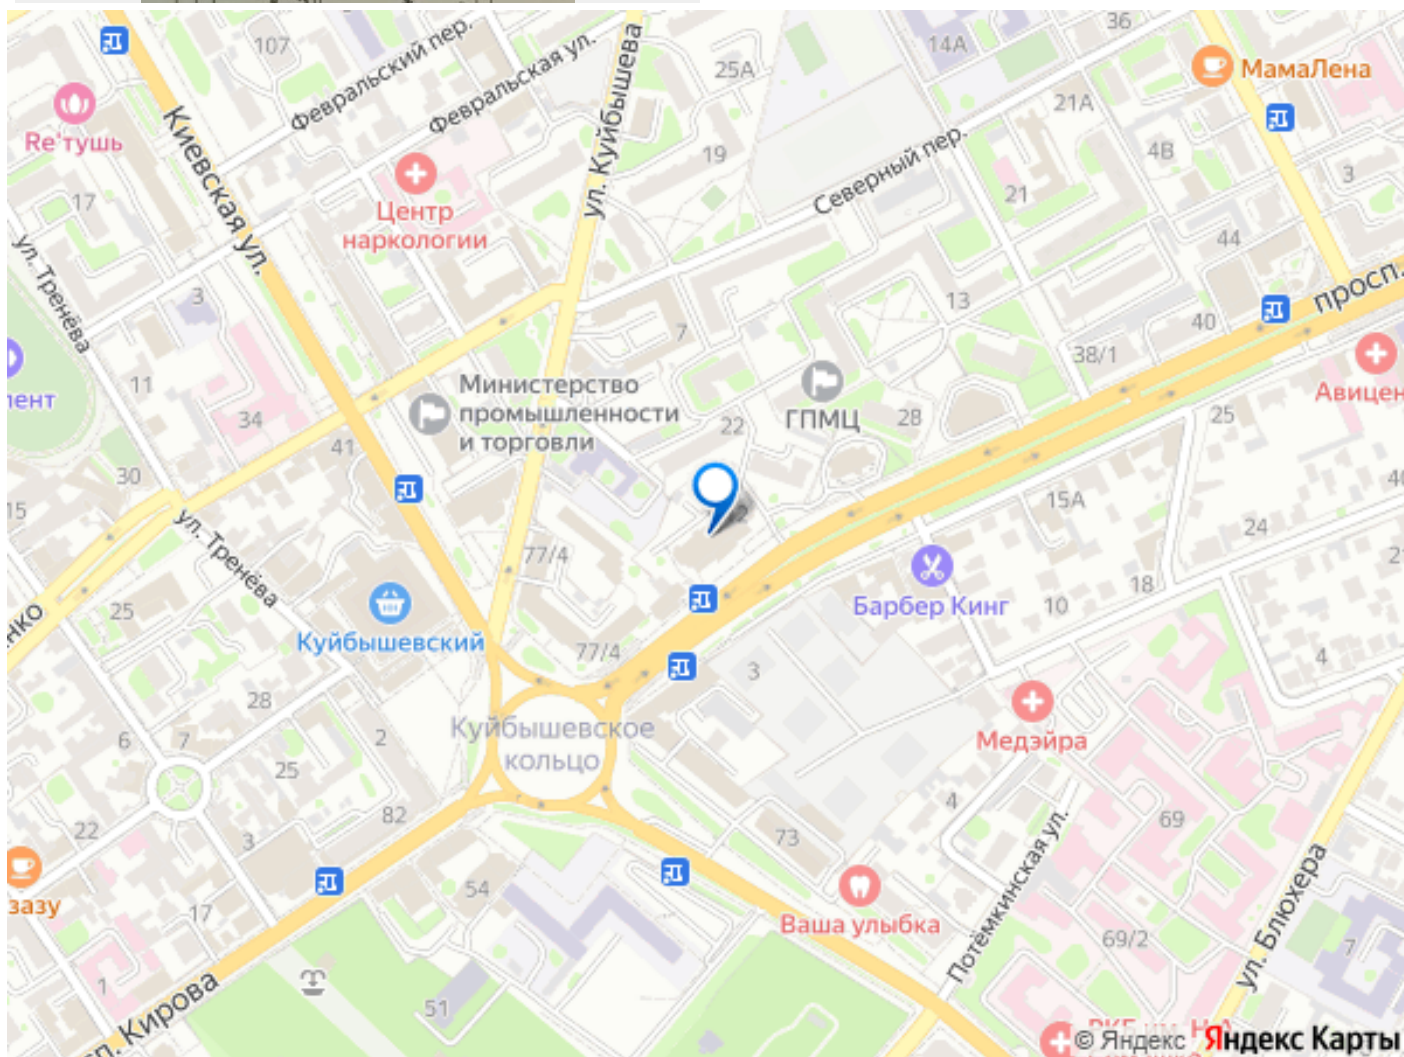 107
Февральский пер.
Февральская ул.
ул. Куйбышева
25А
14А
36
МамаЛена
Re'тушь
Киевская ул.
21А
19
Северный пер.
4В
3
17
Центр
наркологии
21
ул. Тренёва
44
просп.
3
13
7
40
38/1
11
Министерство
промышленности
и торговли
ГПМЦ
Авицен
лент
34
22
28
25
41
30
15
15А
40
24
ул. Тренёва
77/4
Барбер Кинг
18
10
25
нко
Куйбышевский
77/4
3
4
28
Медэйра
Куйбышевское
кольцо
6
7
2
25
4
69
22
3
82
73
Потёмкинская ул.
ул. Блюхера
зазу
54
Ваша улыбка
17
69/2
7
1
51
Кирова
© Яндекс Яндекс Карты